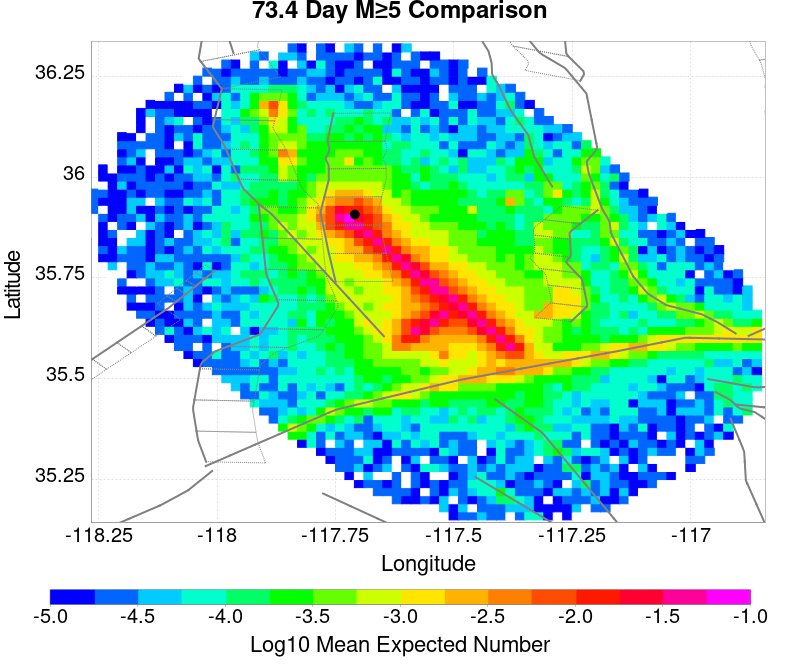 73.4 Day M≥5 Comparison
36.25
36
35.75
35.5
35.25
Latitude
-118.25 -118 -117.75 -117.5 -117.25 -117
Longitude
-5.0 -4.5 -4.0 -3.5 -3.0 -2.5 -2.0 -1.5 -1.0
Log10 Mean Expected Number